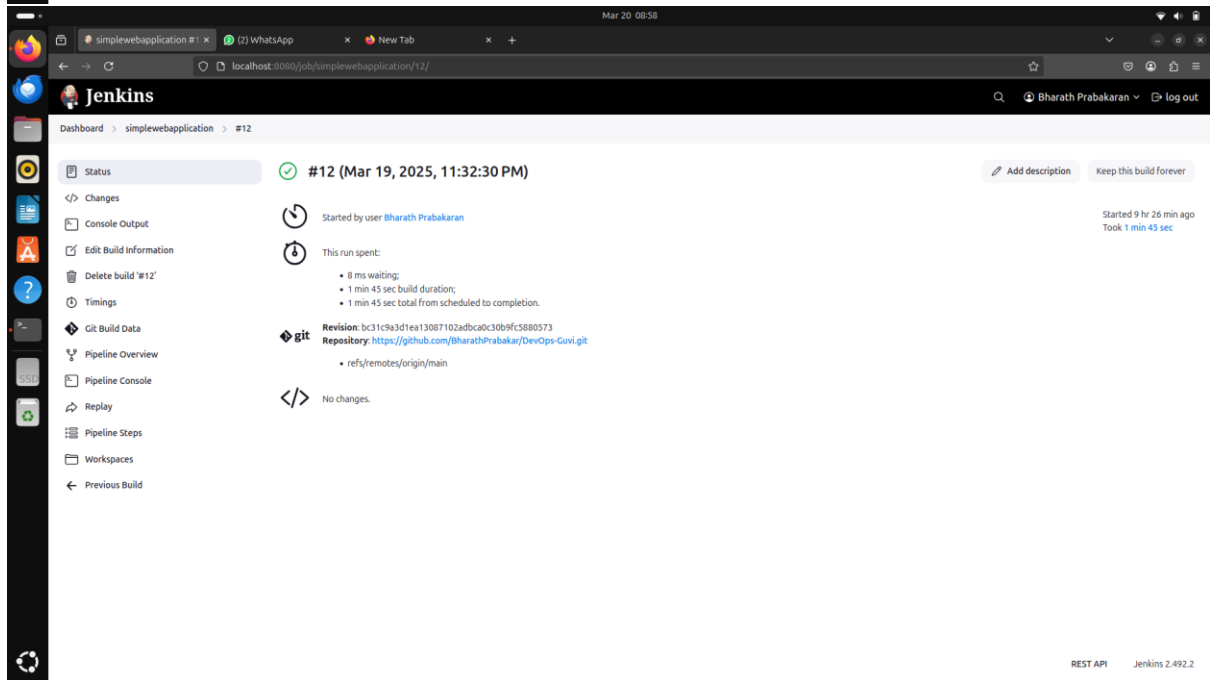 Mar 20 08:58
simplewebapplication #1
(2) WhatsApp
New Tab
localhost:8080/job/simplewebapplication/12/
Jenkins
Bharath Prabakaran
log out
Dashboard > simplewebapplication > #12
Status
#12 (Mar 19, 2025, 11:32:30 PM)
Add description
Keep this build forever
Changes
Console Output
Edit Build Information
Delete build '#12'
Timings
Git Build Data
Pipeline Overview
Pipeline Console
Replay
Pipeline Steps
Workspaces
Previous Build
Started by user Bharath Prabakaran
Started 9 hr 26 min ago
Took 1 min 45 sec
This run spent:
• 8 ms waiting;
• 1 min 45 sec build duration;
• 1 min 45 sec total from scheduled to completion.
git
Revision: bc31c9a3d1ea13087102adbca0c30b9fc5880573
Repository: https://github.com/BharathPrabakar/DevOps-Guvi.git
• refs/remotes/origin/main
No changes.
SSD
REST API
Jenkins 2.492.2